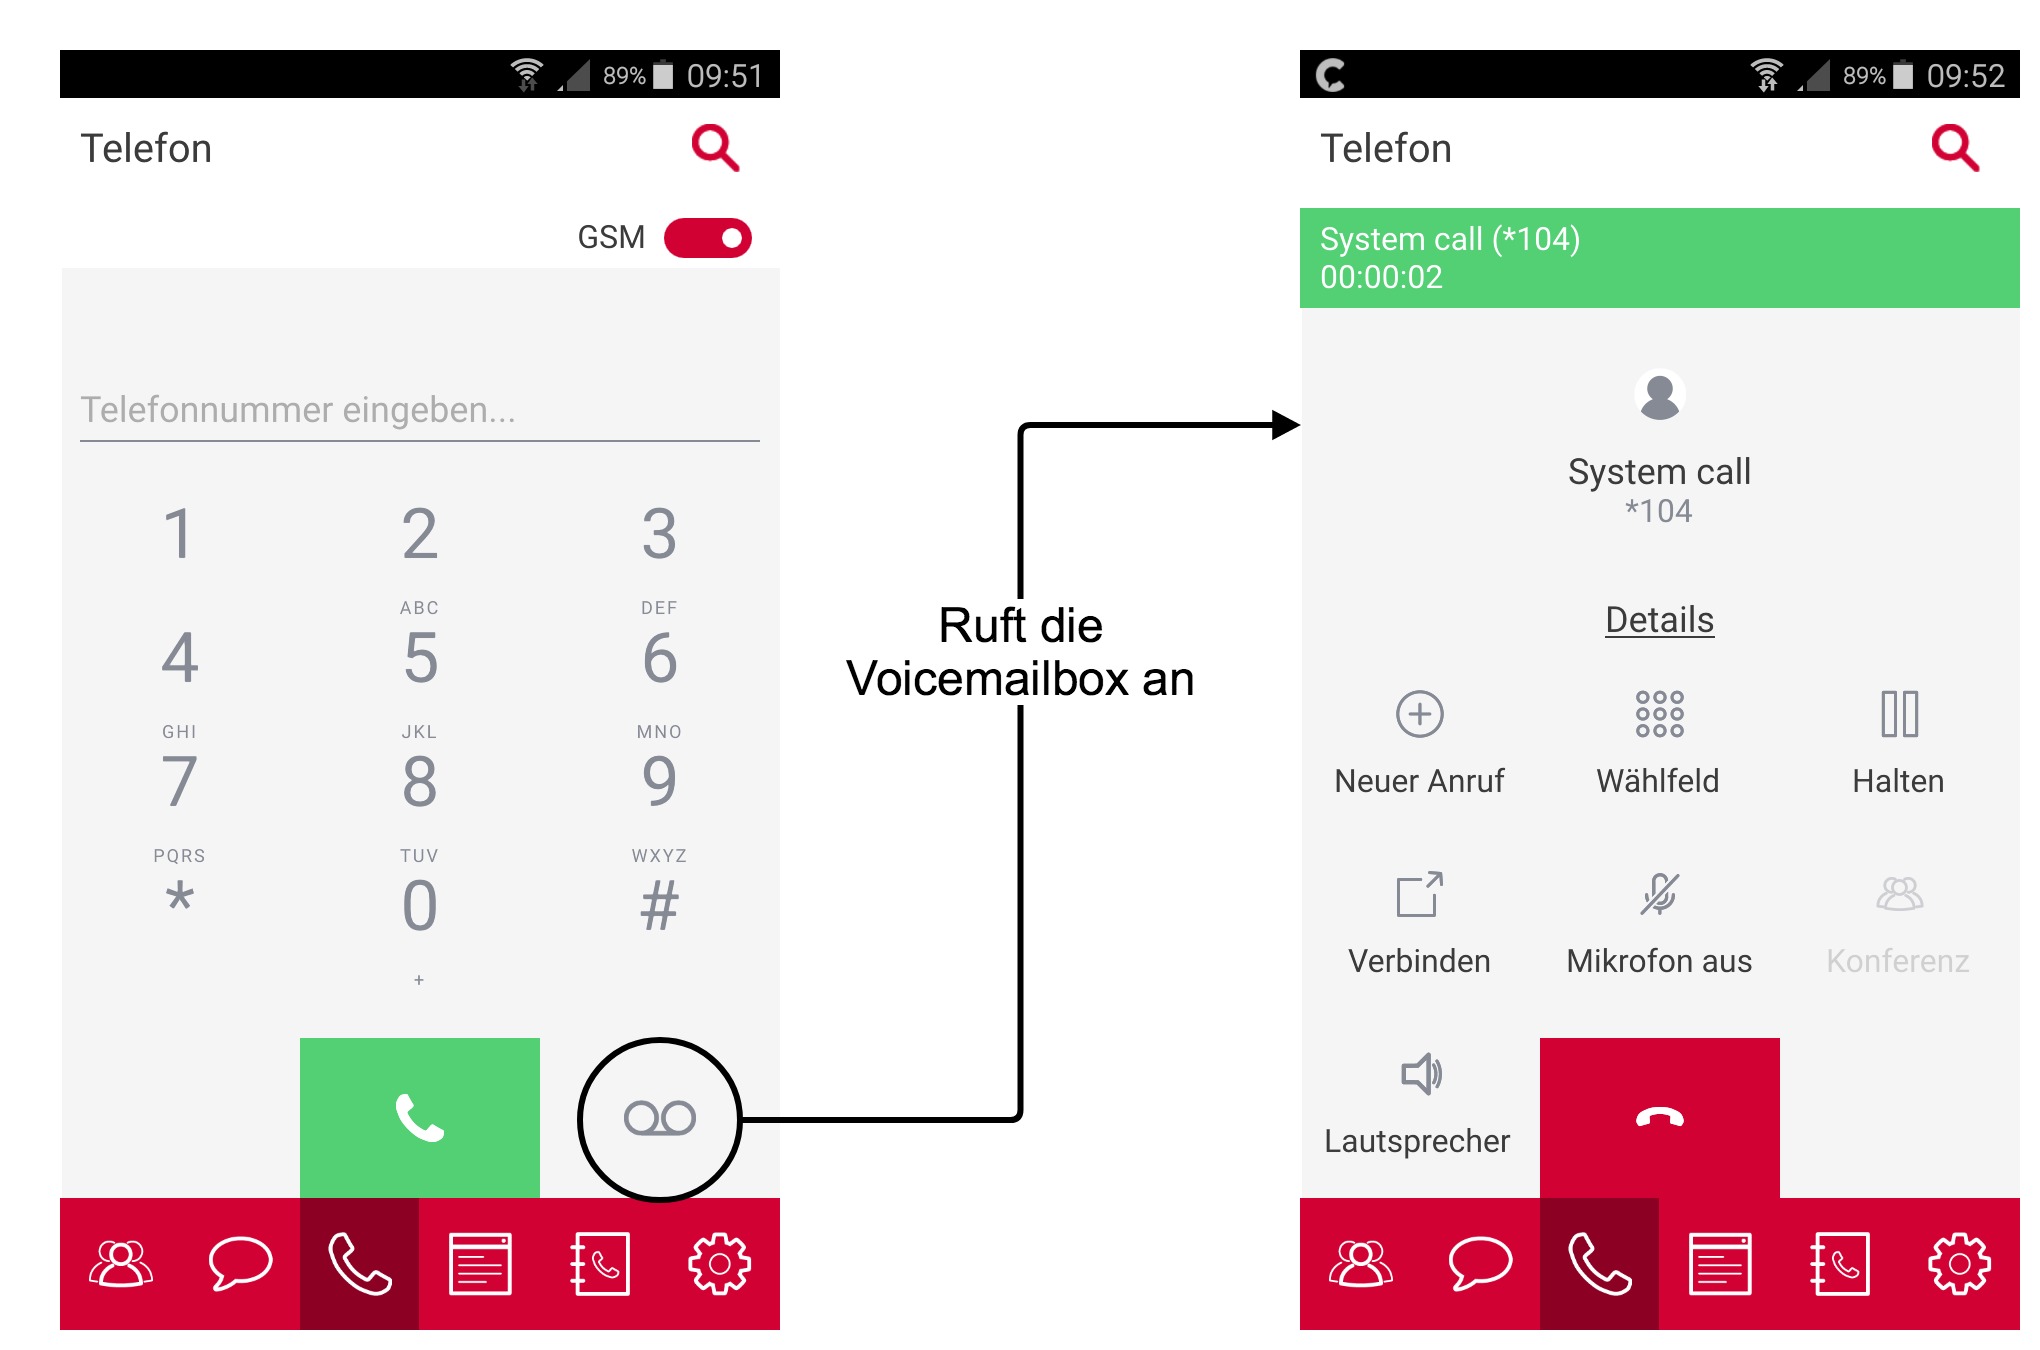 89% 09:51
Telefon
GSM
Telefonnummer eingeben...
1 2 3
ABC DEF
4 5 6
GHI JKL MNO
7 8 9
PQRS TUV WXYZ
* 0 #
+
Ruft die
Voicemailbox an
89% 09:52
Telefon
System call (*104)
00:00:02
System call
*104
Details
Neuer Anruf Wählfeld Halten
Verbinden Mikrofon aus Konferenz
Lautsprecher